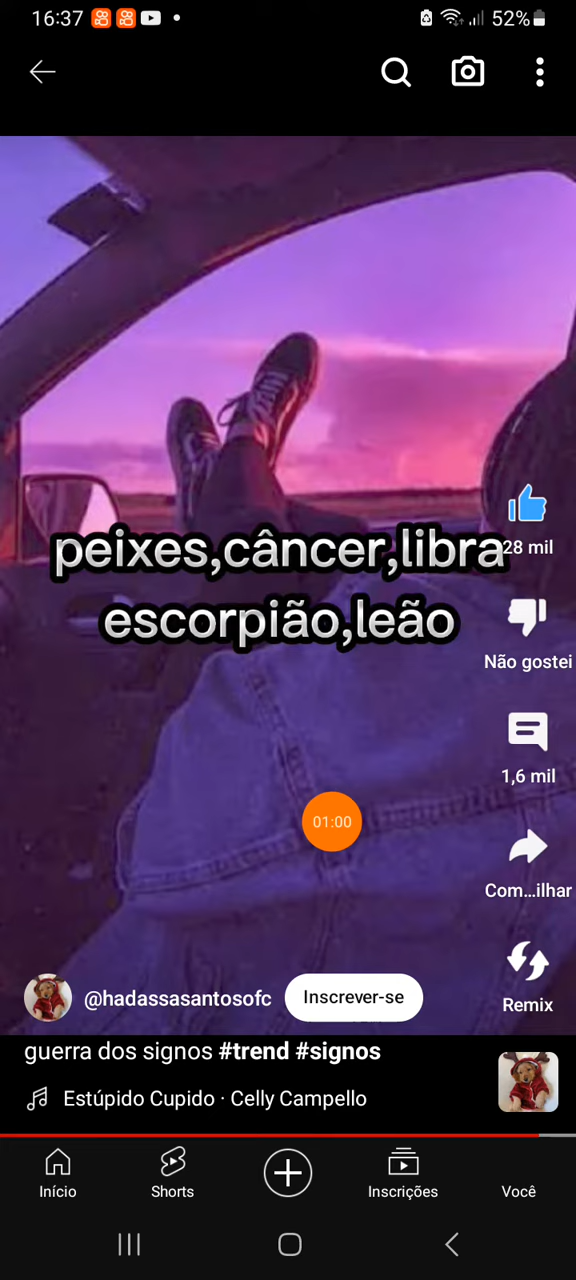 16:37
52%
peixes,câncer,libra
escorpião,leão
28 mil
Não gostei
1,6 mil
01:00
Com...ilhar
@hadassasantosofc
Inscrever-se
Remix
guerra dos signos #trend #signos
Estúpido Cupido · Celly Campello
Início
Shorts
Inscrições
Você